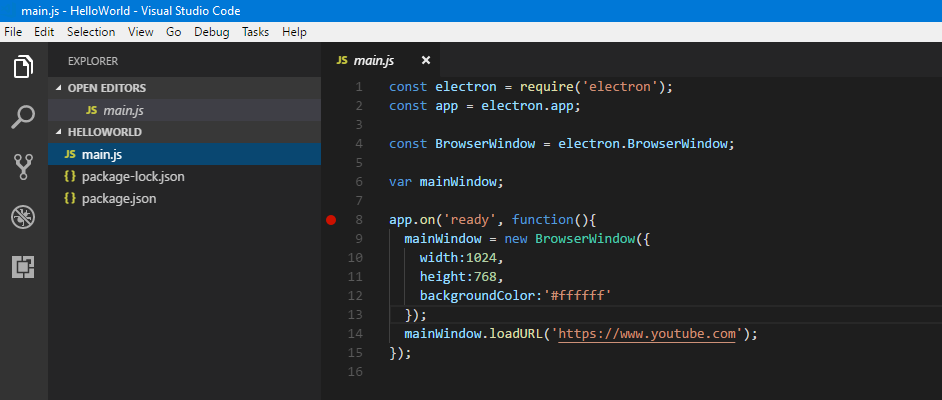 main.js - HelloWorld - Visual Studio Code
File Edit Selection View Go Debug Tasks Help
EXPLORER
OPEN EDITORS
JS main.js
HELLOWORLD
JS main.js
{ } package-lock.json
{ } package.json
JS main.js ×
1 const electron = require('electron');
2 const app = electron.app;
3
4 const BrowserWindow = electron.BrowserWindow;
5
6 var mainWindow;
7
8 app.on('ready', function(){
9 mainWindow = new BrowserWindow({
10 width:1024,
11 height:768,
12 backgroundColor:'#ffffff'
13 });
14 mainWindow.loadURL('https://www.youtube.com');
15 });
16